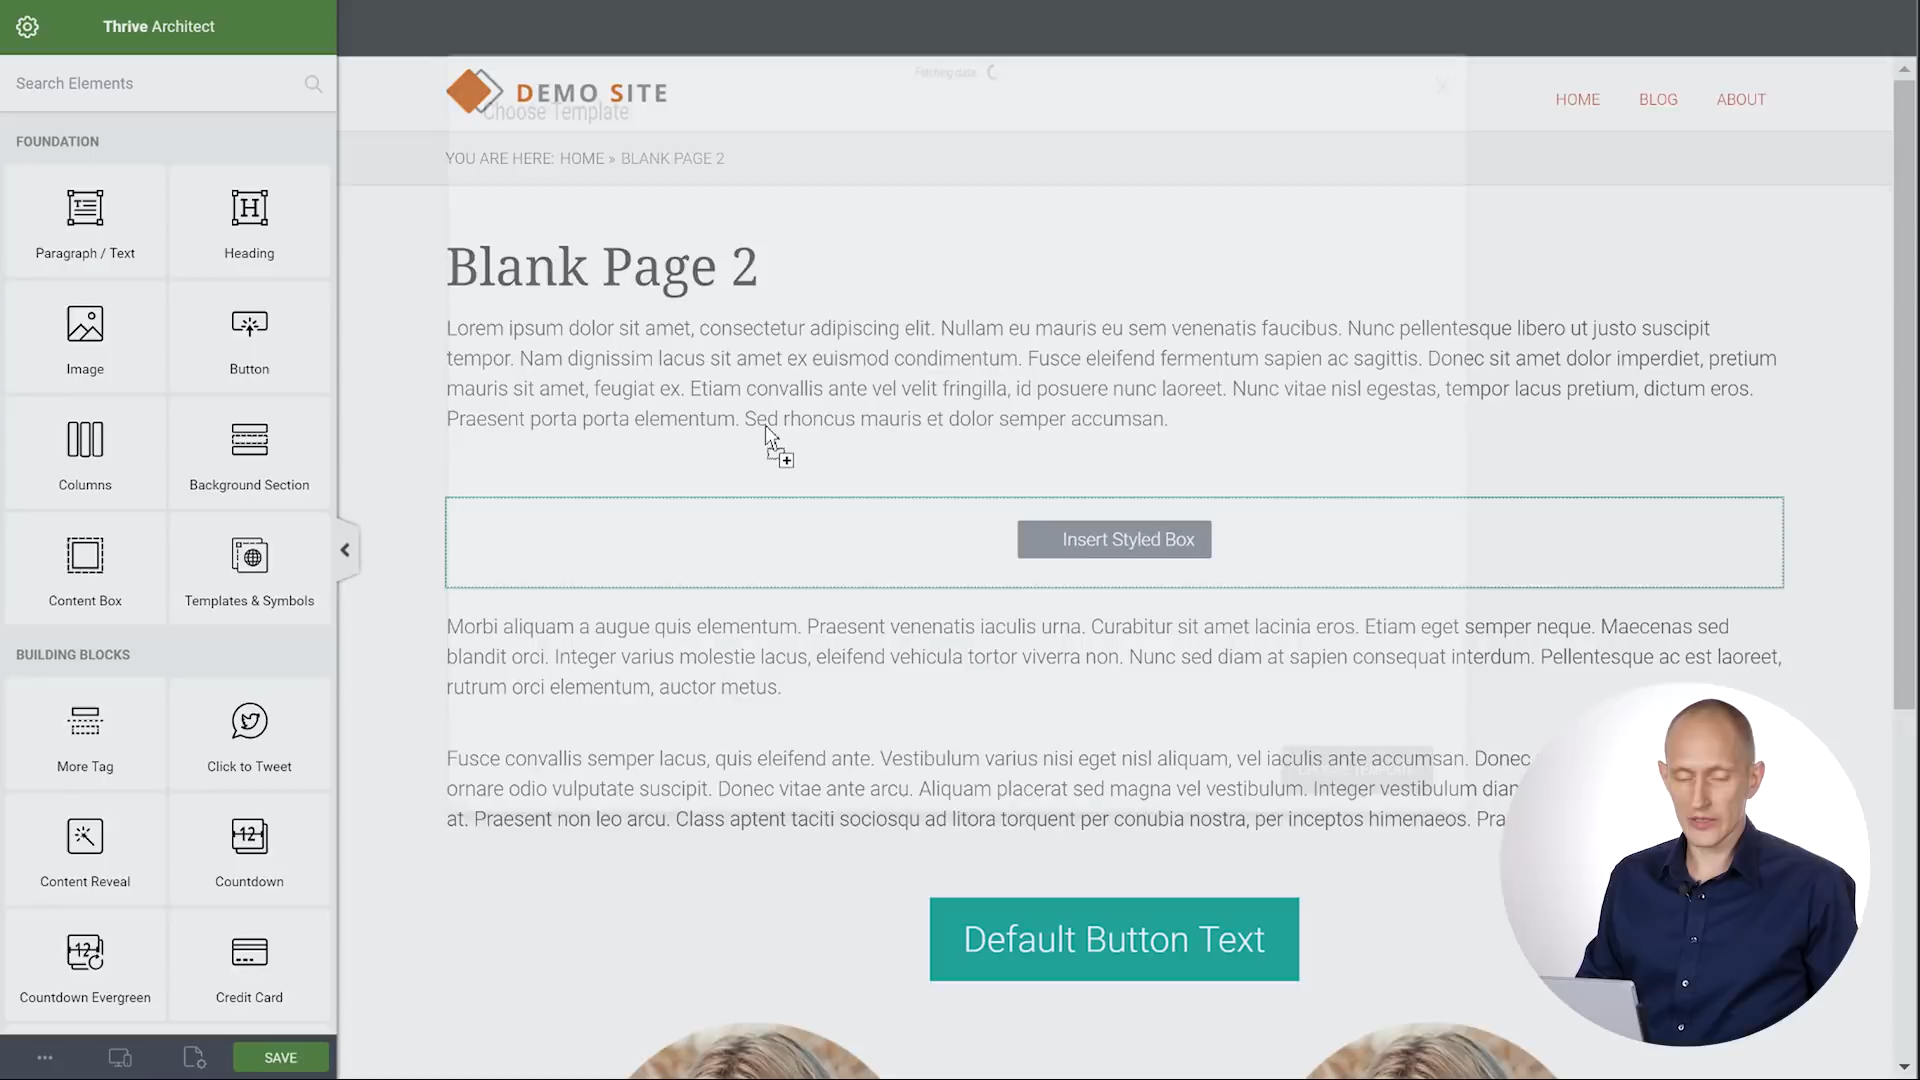 Thrive Architect
Search Elements
FOUNDATION
Paragraph / Text
Heading
Image
Button
Columns
Background Section
Content Box
Templates & Symbols
BUILDING BLOCKS
More Tag
Click to Tweet
Content Reveal
Countdown
Countdown Evergreen
Credit Card
SAVE
Fetching data
DEMO SITE
Choose Template
HOME
BLOG
ABOUT
YOU ARE HERE: HOME » BLANK PAGE 2
Blank Page 2
Lorem ipsum dolor sit amet, consectetur adipiscing elit. Nullam eu mauris eu sem venenatis faucibus. Nunc pellentesque libero ut justo suscipit
tempor. Nam dignissim lacus sit amet ex euismod condimentum. Fusce eleifend fermentum sapien ac sagittis. Donec sit amet dolor imperdiet, pretium
mauris sit amet, feugiat ex. Etiam convallis ante vel velit fringilla, id posuere nunc laoreet. Nunc vitae nisl egestas, tempor lacus pretium, dictum eros.
Praesent porta porta elementum. Sed rhoncus mauris et dolor semper accumsan.
Insert Styled Box
Morbi aliquam a augue quis elementum. Praesent venenatis iaculis urna. Curabitur sit amet lacinia eros. Etiam eget semper neque. Maecenas sed
blandit orci. Integer varius molestie lacus, eleifend vehicula tortor viverra non. Nunc sed diam at sapien consequat interdum. Pellentesque ac est laoreet,
rutrum orci elementum, auctor metus.
Fusce convallis semper lacus, quis eleifend ante. Vestibulum varius nisi eget nisl aliquam, vel iaculis ante accumsan. Donec
ornare odio vulputate suscipit. Donec vitae ante arcu. Aliquam placerat sed magna vel vestibulum. Integer vestibulum diam
at. Praesent non leo arcu. Class aptent taciti sociosqu ad litora torquent per conubia nostra, per inceptos himenaeos. Pra
Default Button Text